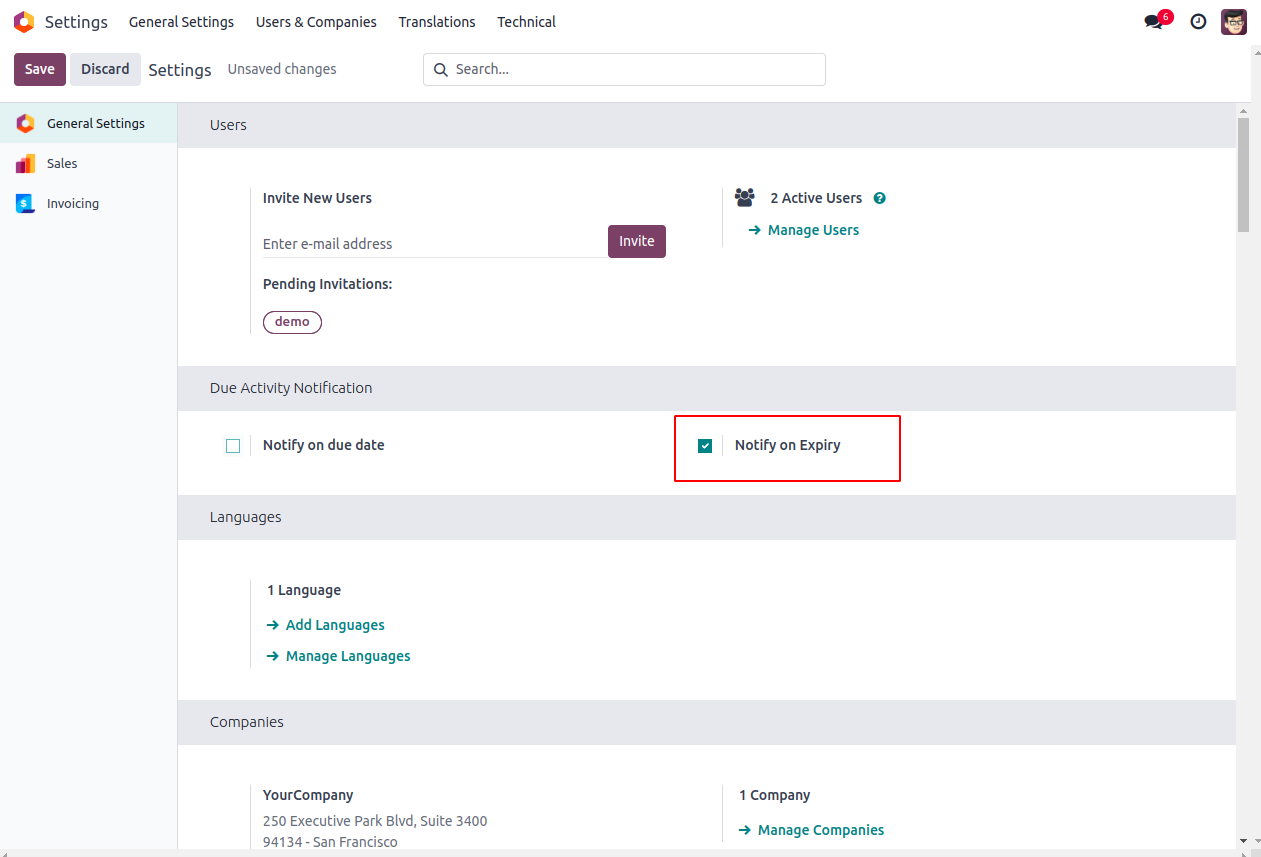 Settings General Settings Users & Companies Translations Technical 6
Save Discard Settings Unsaved changes Search...
General Settings
Sales
Invoicing
Users
Invite New Users
Enter e-mail address Invite
Pending Invitations:
demo
2 Active Users ?
→ Manage Users
Due Activity Notification
Notify on due date Notify on Expiry
Languages
1 Language
→ Add Languages
→ Manage Languages
Companies
YourCompany
250 Executive Park Blvd, Suite 3400
94134 - San Francisco
1 Company
→ Manage Companies